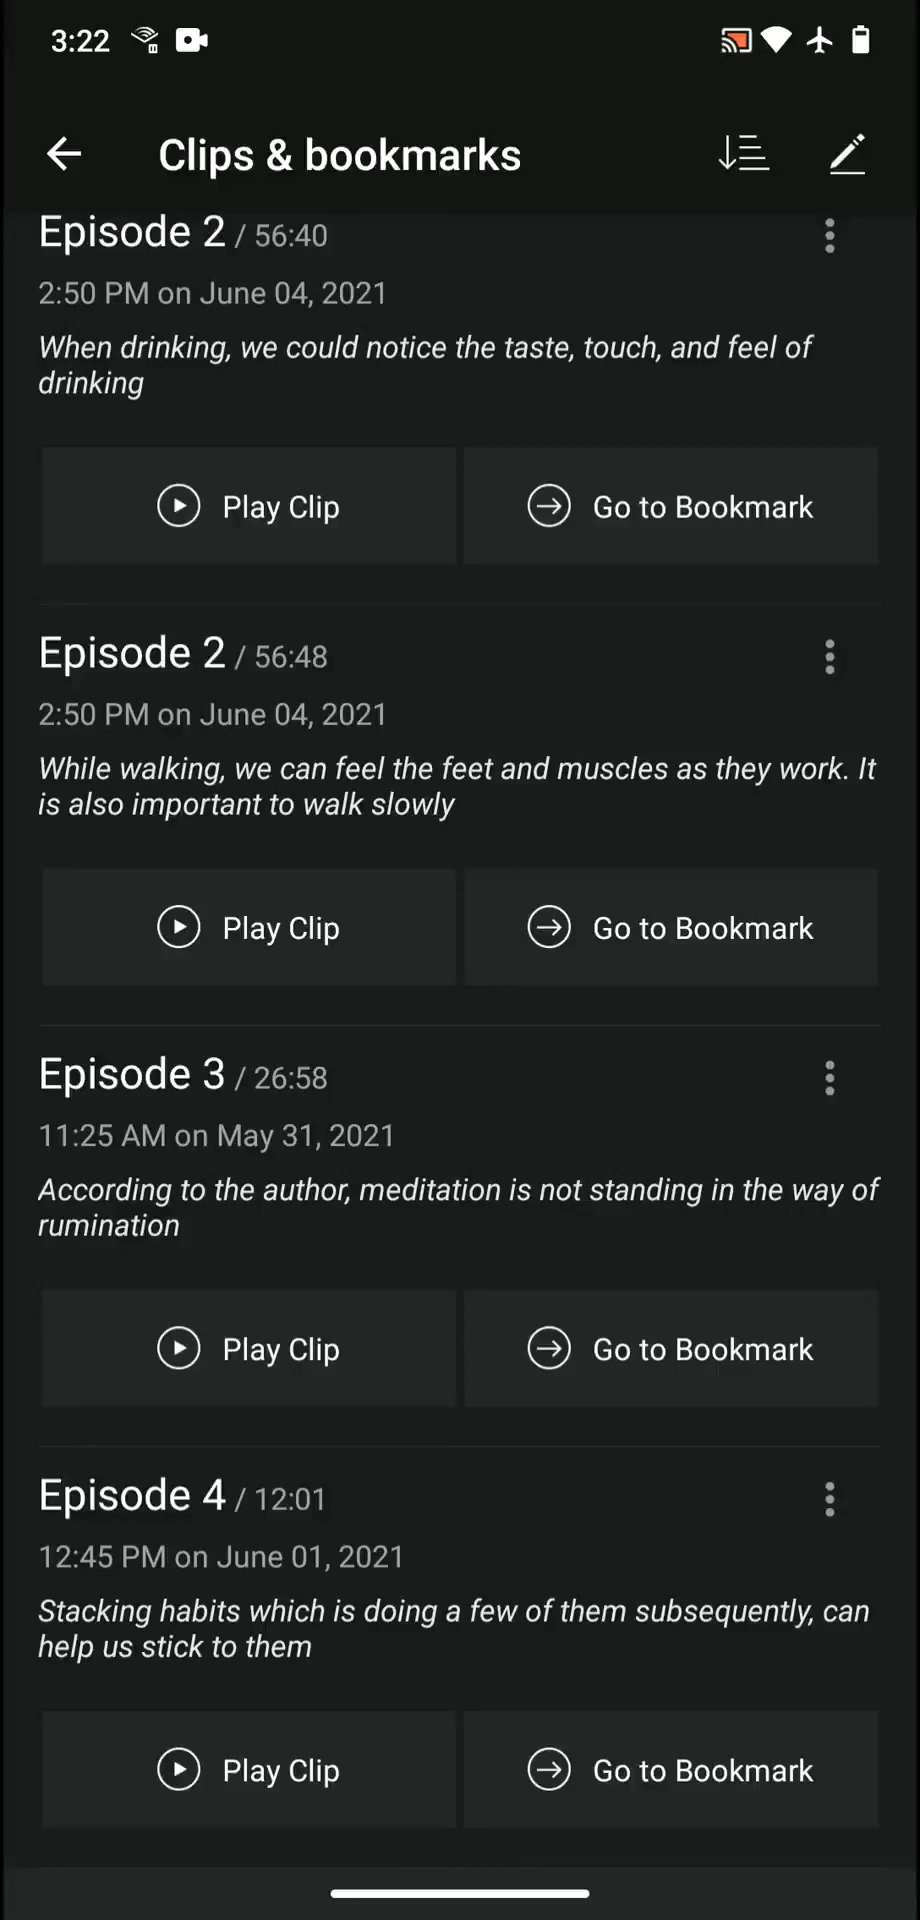 3:22
Clips & bookmarks
Episode 2 / 56:40
2:50 PM on June 04, 2021
When drinking, we could notice the taste, touch, and feel of
drinking
Play Clip
Go to Bookmark
Episode 2 / 56:48
2:50 PM on June 04, 2021
While walking, we can feel the feet and muscles as they work. It
is also important to walk slowly
Play Clip
Go to Bookmark
Episode 3 / 26:58
11:25 AM on May 31, 2021
According to the author, meditation is not standing in the way of
rumination
Play Clip
Go to Bookmark
Episode 4 / 12:01
12:45 PM on June 01, 2021
Stacking habits which is doing a few of them subsequently, can
help us stick to them
Play Clip
Go to Bookmark